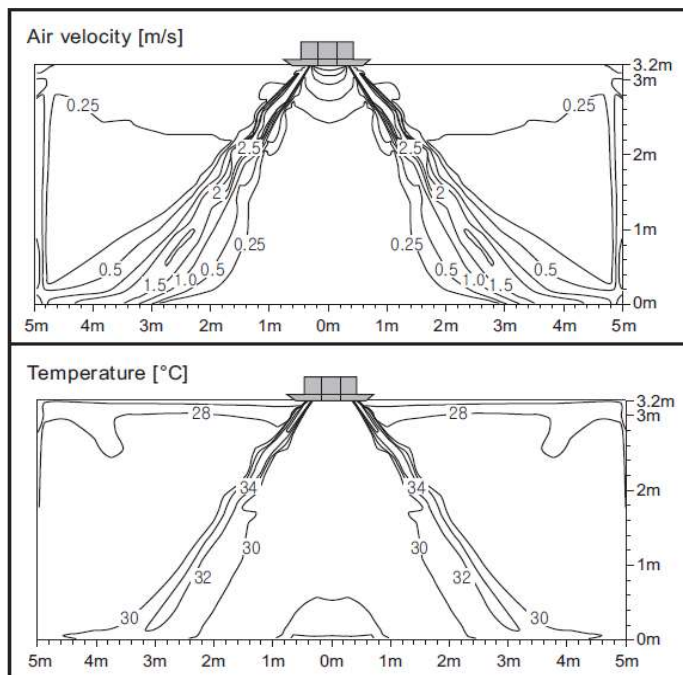 Air velocity [m/s]
3.2m
3m
0.25 0.25
2.5 2.5
2m
2 2
1m
0.25 0.25
0.5 0.5 0.5 0.5
1.5 1.0 1.0 1.5
0m
5m 4m 3m 2m 1m 0m 1m 2m 3m 4m 5m
Temperature [°C]
3.2m
28 28 3m
34 34 2m
30 30
32 32 1m
30 30
0m
5m 4m 3m 2m 1m 0m 1m 2m 3m 4m 5m